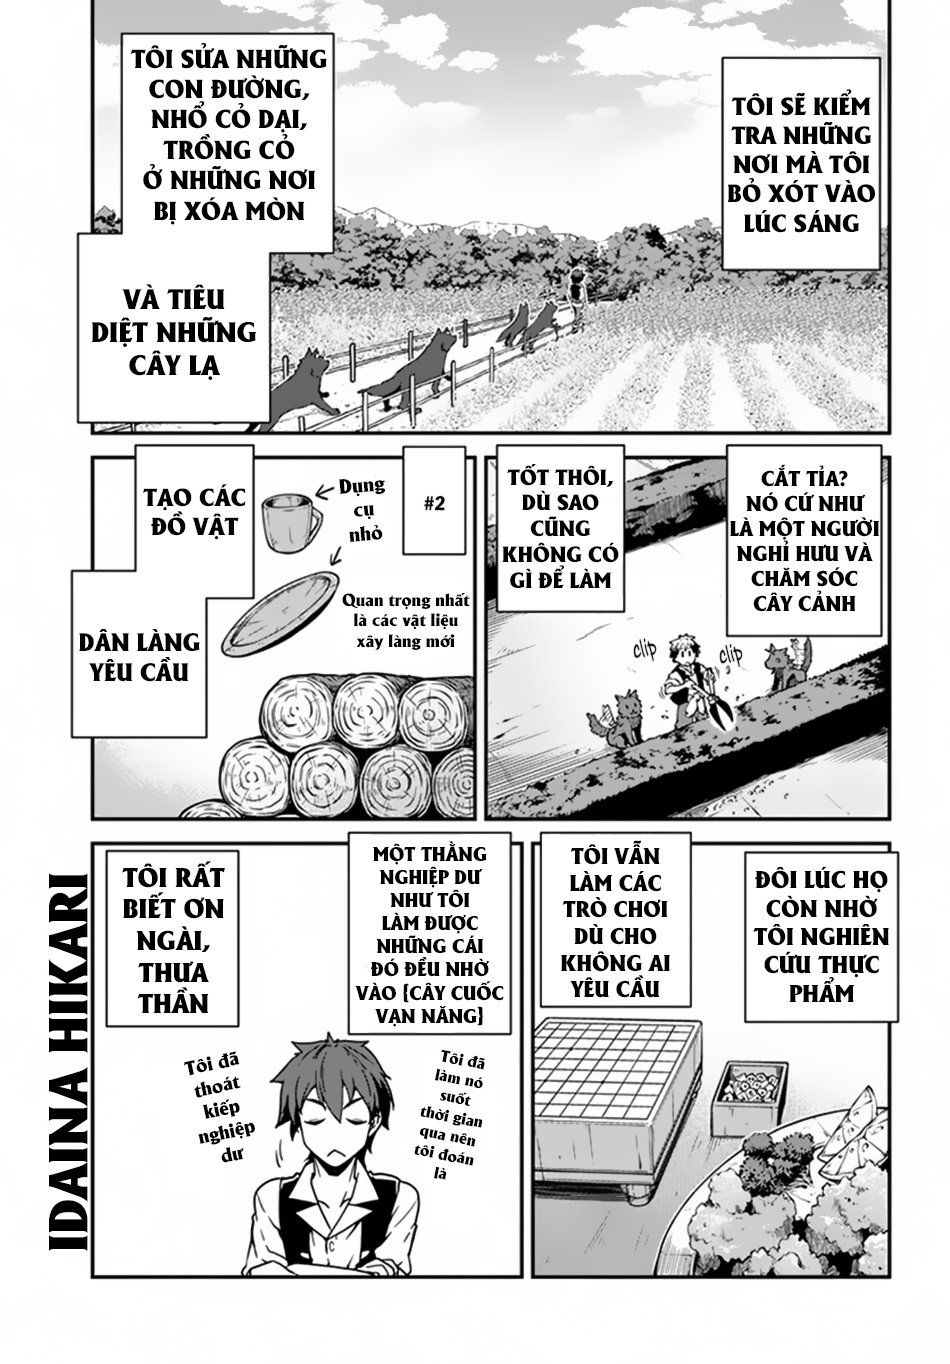 TÔI SẼ KIỂM
TRA NHỮNG
NƠI MÀ TÔI
BỎ XÓT VÀO
LÚC SÁNG
TÔI SỬA NHỮNG
CON ĐƯỜNG,
NHỔ CỎ DẠI,
TRỒNG CỎ
Ở NHỮNG NƠI
BỊ XÓA MÒN
VÀ TIÊU
DIỆT NHỮNG
CÂY LẠ
CẮT TỈA?
NÓ CỨ NHƯ
LÀ MỘT NGƯỜI
NGHỈ HƯU VÀ
CHĂM SÓC
CÂY CẢNH
TỐT THÔI,
DÙ SAO
CŨNG
KHÔNG CÓ
GÌ ĐỂ LÀM
clip
clip
#2
TẠO CÁC
ĐỒ VẬT
Dụng
cụ
nhỏ
Quan trọng nhất
là các vật liệu
xây làng mới
DÂN LÀNG
YÊU CẦU
ĐÔI LÚC HỌ
CÒN NHỜ
TÔI NGHIÊN
CỨU THỰC
PHẨM
TÔI VẪN
LÀM CÁC
TRÒ CHƠI
DÙ CHO
KHÔNG AI
YÊU CẦU
MỘT THẰNG
NGHIỆP DƯ
NHƯ TÔI
LÀM ĐƯỢC
NHỮNG CÁI
ĐÓ ĐỀU NHỜ
VÀO {CÂY CUỐC
VẠN NĂNG}
TÔI RẤT
BIẾT ƠN
NGÀI,
THƯA
THẦN
Tôi đã
làm nó
suốt
thời gian
qua nên
tôi đoán
là
Tôi đã
thoát
kiếp
nghiệp
dư
IDAINA HIKARI